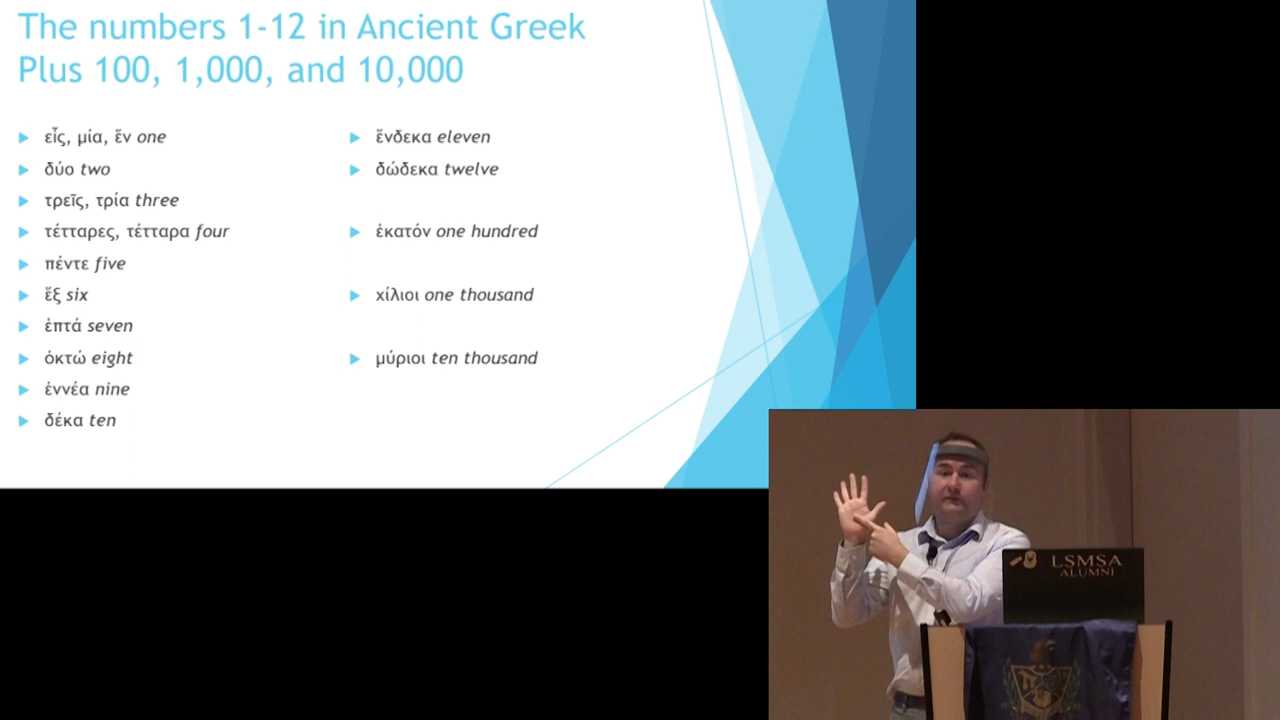 The numbers 1-12 in Ancient Greek
Plus 100, 1,000, and 10,000
εἷς, μία, ἕν one
δύο two
τρεῖς, τρία three
τέτταρες, τέτταρα four
πέντε five
ἕξ six
ἑπτά seven
ὀκτώ eight
ἐννέα nine
δέκα ten
ἕνδεκα eleven
δώδεκα twelve
ἑκατόν one hundred
χίλιοι one thousand
μύριοι ten thousand
LSMSA
ALUMNI